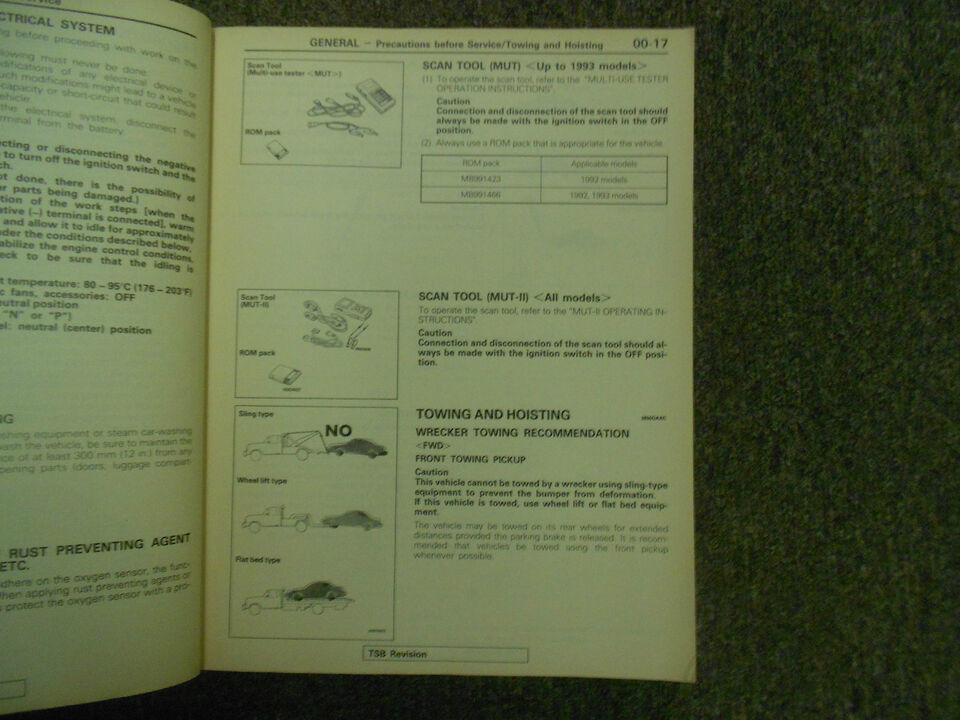 CTRICAL SYSTEM
ng before proceeding with work on the
lowing must never be done:
difications of any electrical device or
uch modifications might lead to a vehicle
capacity or short-circuit that could result
vehicle.
the electrical system, disconnect the
rminal from the battery.
ecting or disconnecting the negative
to turn off the ignition switch and the
ch.
ot done, there is the possibility of
r parts being damaged.)
tion of the work steps [when the
ative (–) terminal is connected], warm
and allow it to idle for approximately
nder the conditions described below,
abilize the engine control conditions,
eck to be sure that the idling is
t temperature: 80 – 95°C (176 – 203°F)
c fans, accessories: OFF
eutral position
"N" or "P")
el: neutral (center) position
NG
shing equipment or steam car-washing
wash the vehicle, be sure to maintain the
ce of at least 300 mm (12 in.) from any
pening parts (doors, luggage compart-
RUST PREVENTING AGENT
ETC.
dhere on the oxygen sensor, the funt-
hen applying rust preventing agents or
protect the oxygen sensor with a pro-
GENERAL – Precautions before Service/Towing and Hoisting 00-17
Scan Tool
(Multi-use tester <MUT>)
ROM pack
SCAN TOOL (MUT) <Up to 1993 models>
(1) To operate the scan tool, refer to the "MULTI-USE TESTER
OPERATION INSTRUCTIONS".
Caution
Connection and disconnection of the scan tool should
always be made with the ignition switch in the OFF
position.
(2) Always use a ROM pack that is appropriate for the vehicle.
ROM pack Applicable models
MB991423 1992 models
MB991466 1992, 1993 models
Scan Tool
(MUT-II)
ROM pack
SCAN TOOL (MUT-II) <All models>
To operate the scan tool, refer to the "MUT-II OPERATING IN-
STRUCTIONS".
Caution
Connection and disconnection of the scan tool should al-
ways be made with the ignition switch in the OFF posi-
tion.
Sling type
NO
Wheel lift type
Flat bed type
TOWING AND HOISTING
WRECKER TOWING RECOMMENDATION
<FWD>
FRONT TOWING PICKUP
Caution
This vehicle cannot be towed by a wrecker using sling-type
equipment to prevent the bumper from deformation.
If this vehicle is towed, use wheel lift or flat bed equip-
ment.
The vehicle may be towed on its rear wheels for extended
distances provided the parking brake is released. It is recom-
mended that vehicles be towed using the front pickup
whenever possible.
TSB Revision